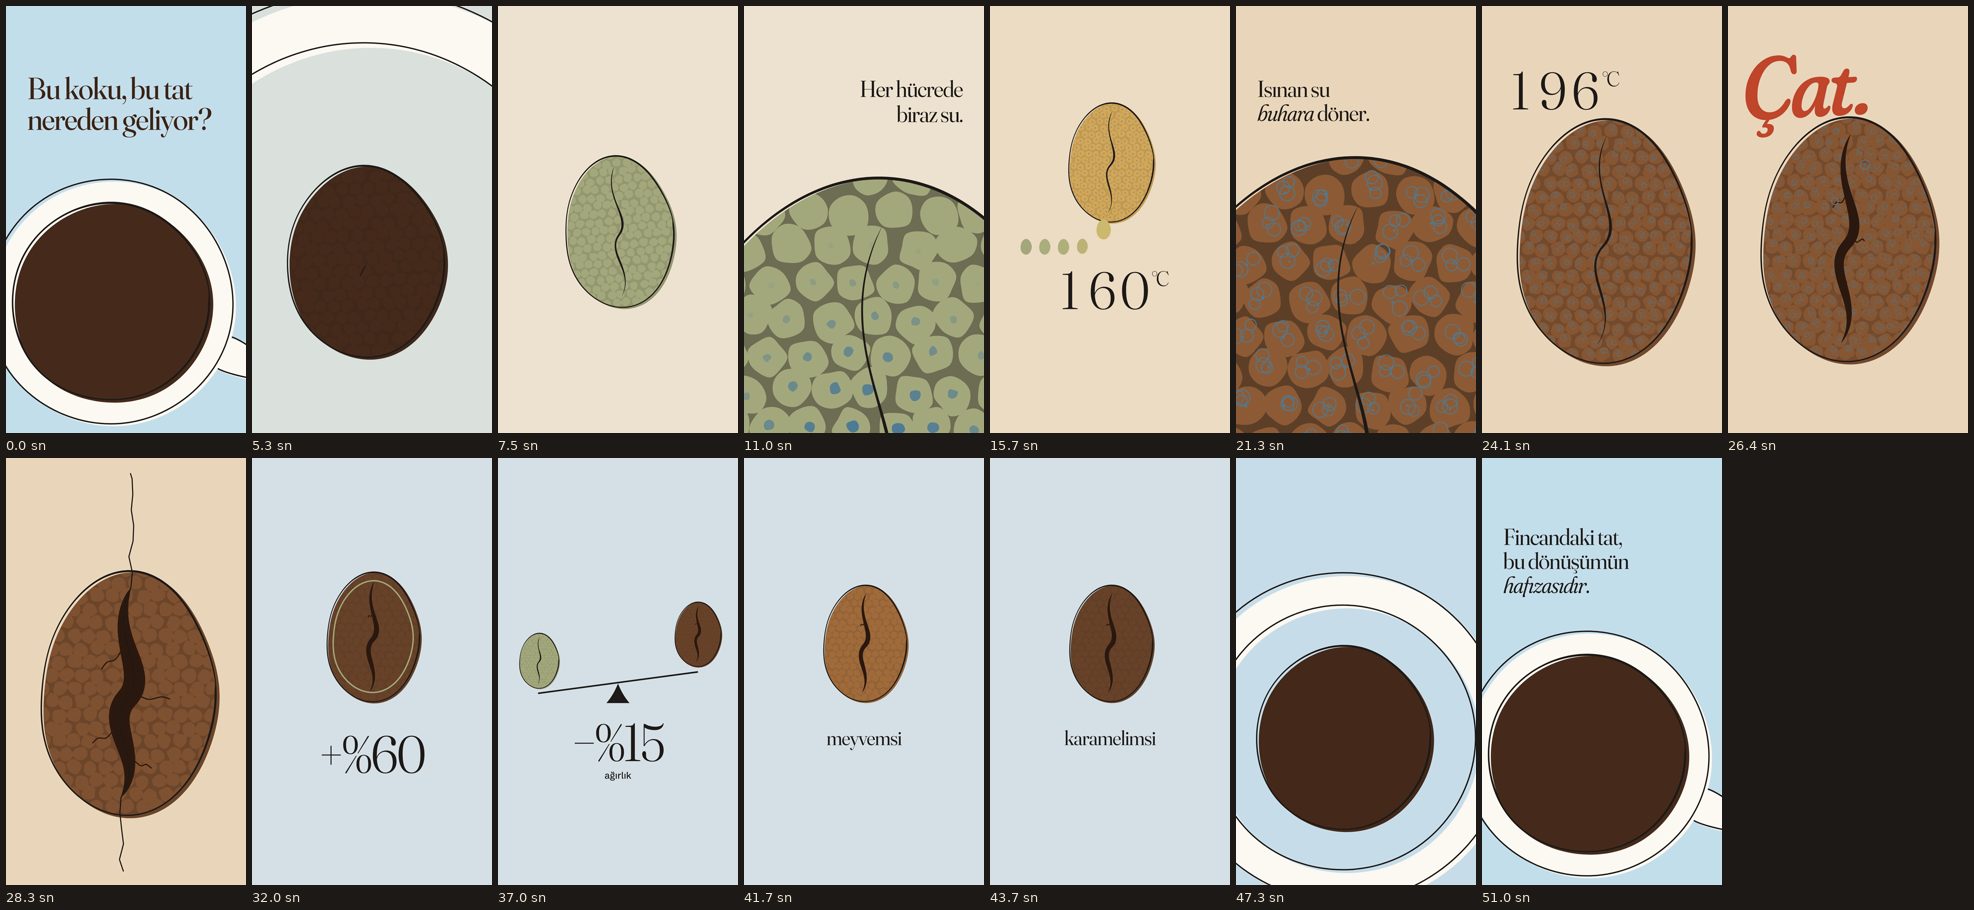 Bu koku, bu tat
nereden geliyor?
Her hücrede
biraz su.
160°C
Isınan su
buhara döner.
196°C
Çat.
0.0 sn
5.3 sn
7.5 sn
11.0 sn
15.7 sn
21.3 sn
24.1 sn
26.4 sn
+%60
−%15
ağırlık
meyvemsi
karamelimsi
Fincandaki tat,
bu dönüşümün
hafızasıdır.
28.3 sn
32.0 sn
37.0 sn
41.7 sn
43.7 sn
47.3 sn
51.0 sn